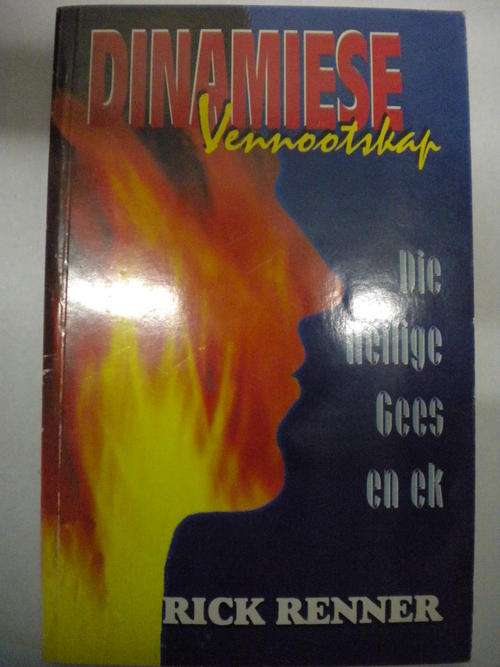 DINAMIESE
Vennootskap
Die
Heilige
Gees
en ek
RICK RENNER